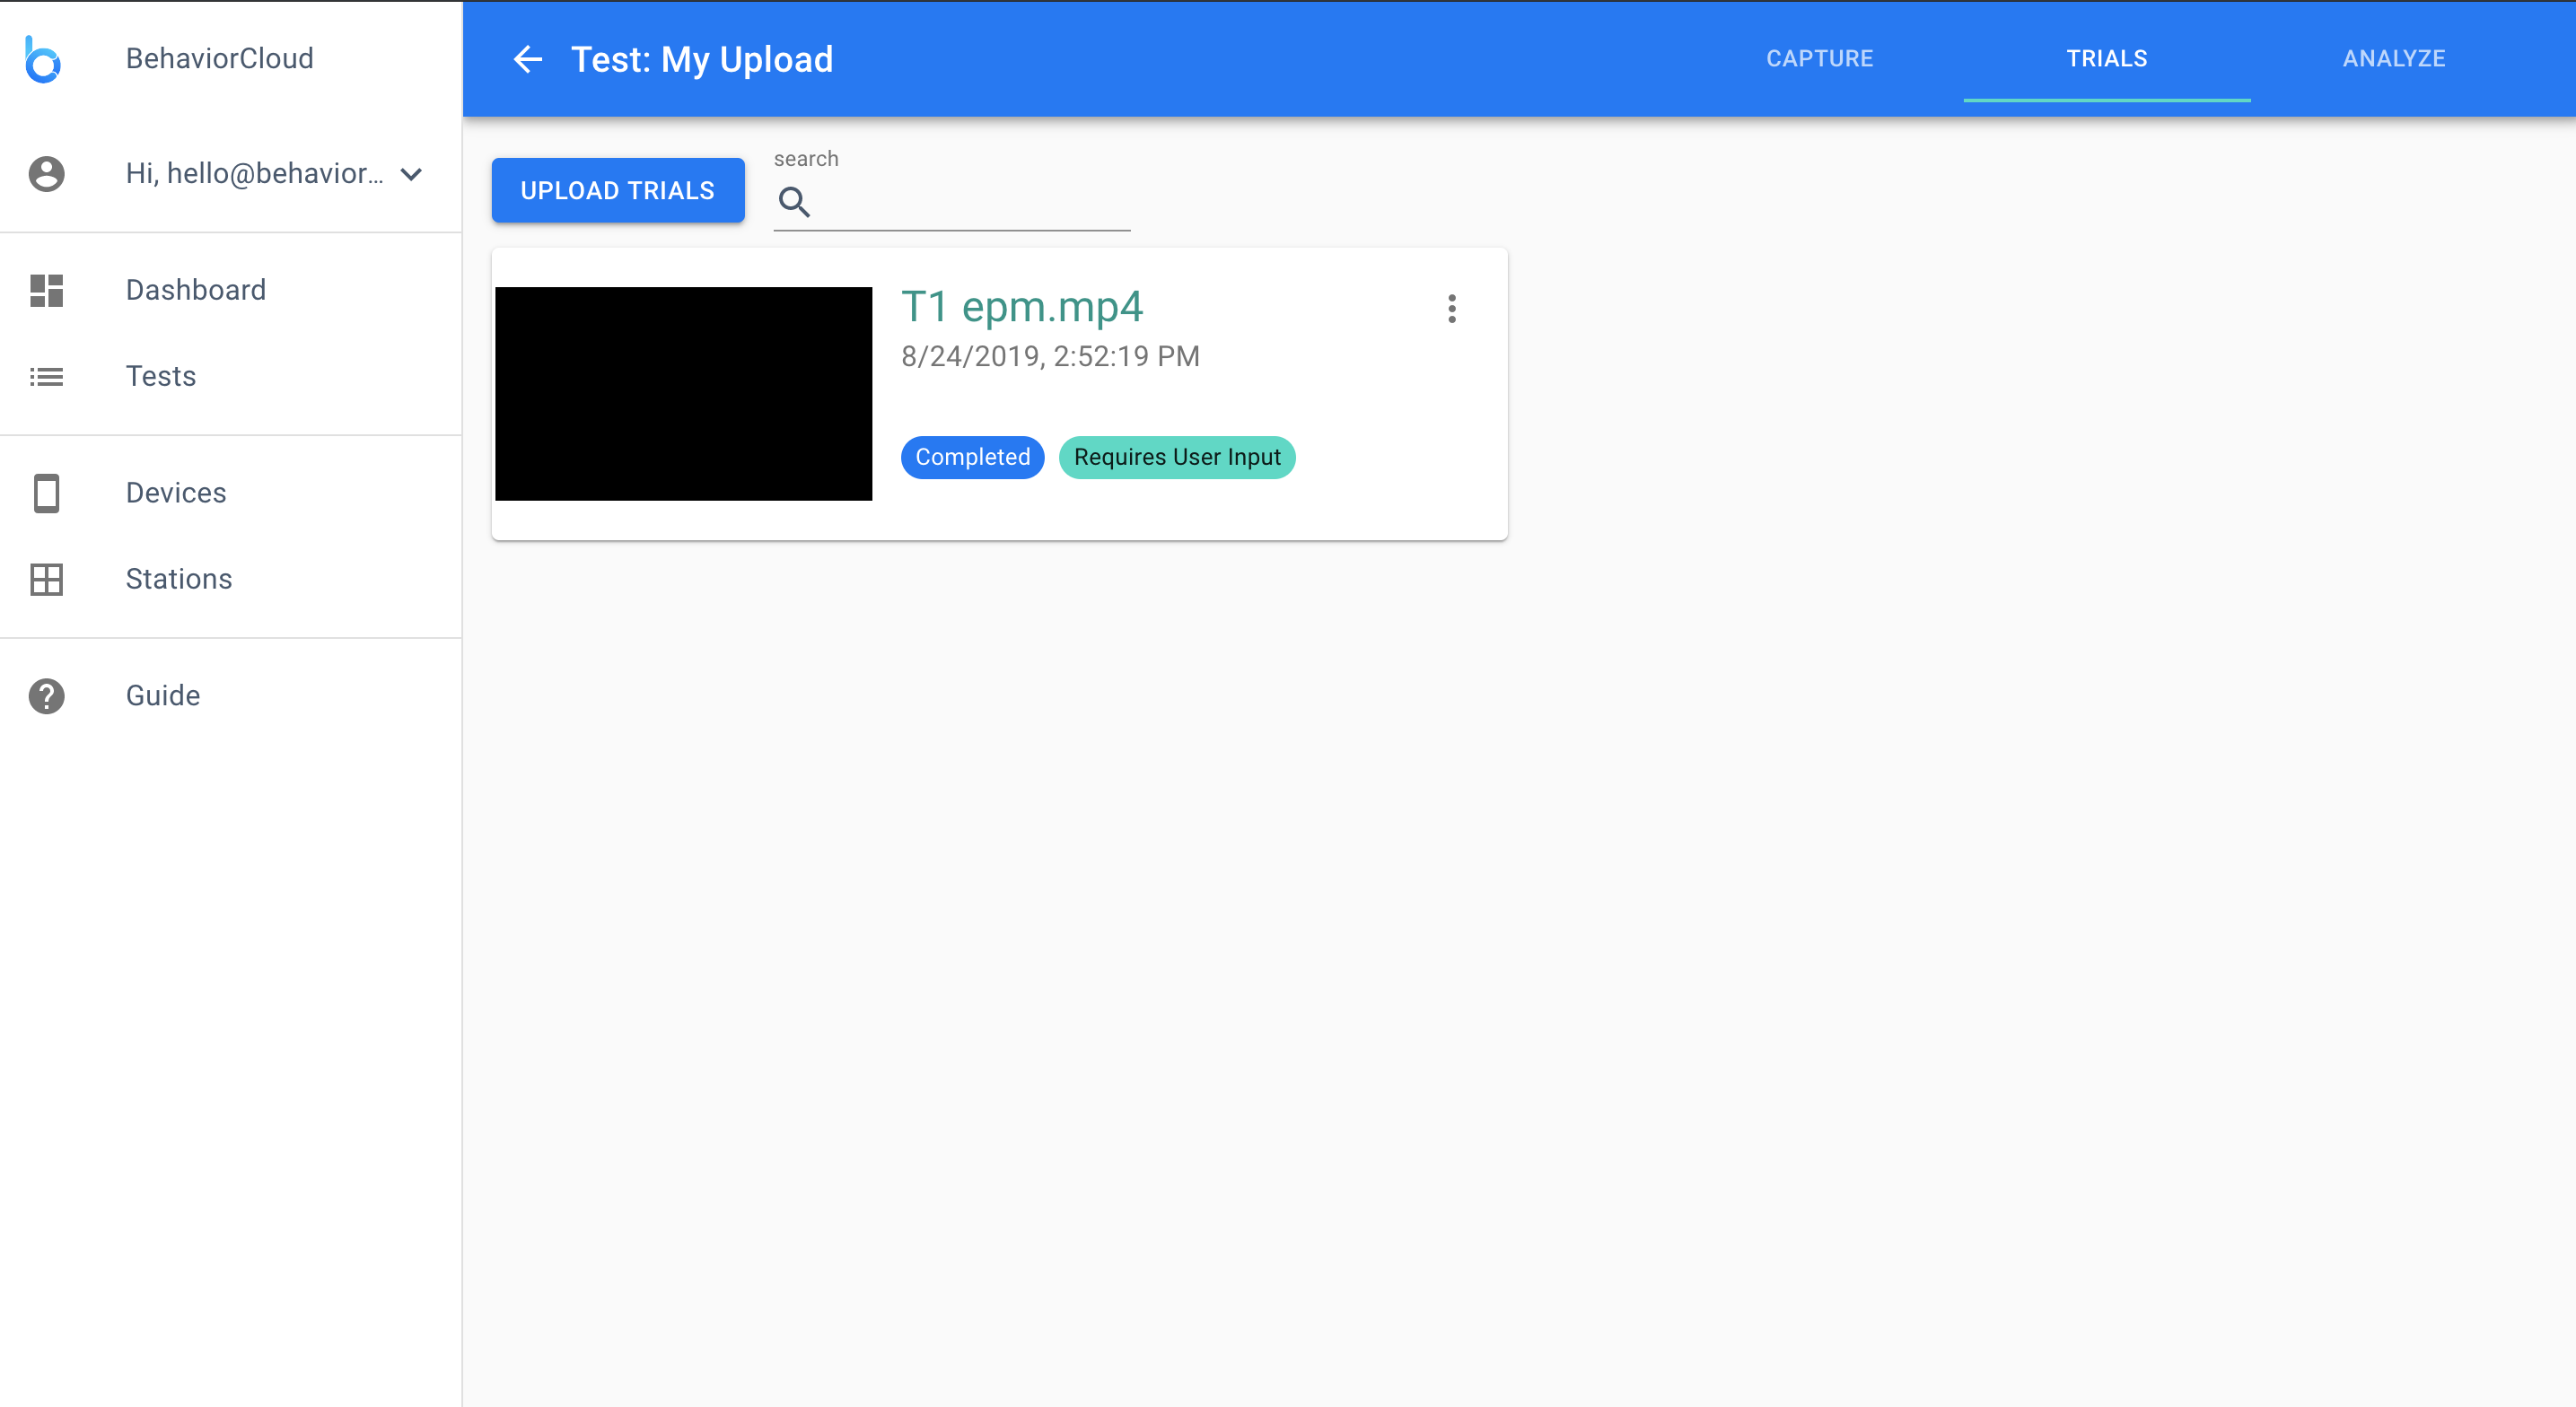 BehaviorCloud
Hi, hello@behavior...
Dashboard
Tests
Devices
Stations
Guide
Test: My Upload
CAPTURE
TRIALS
ANALYZE
UPLOAD TRIALS
search
T1 epm.mp4
8/24/2019, 2:52:19 PM
Completed
Requires User Input